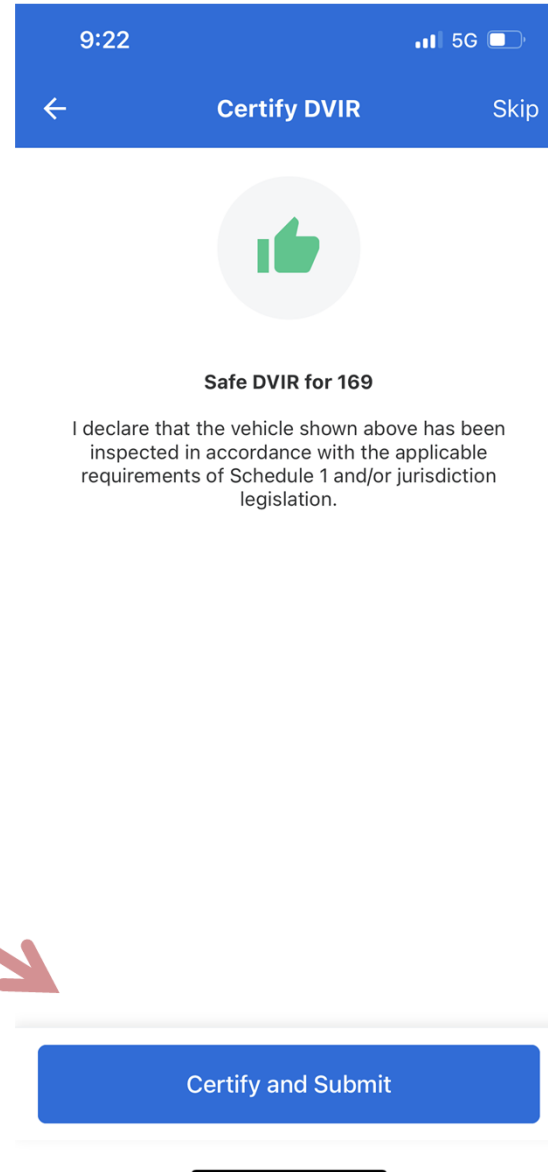 9:22
5G
Certify DVIR
Skip
Safe DVIR for 169
I declare that the vehicle shown above has been
inspected in accordance with the applicable
requirements of Schedule 1 and/or jurisdiction
legislation.
Certify and Submit